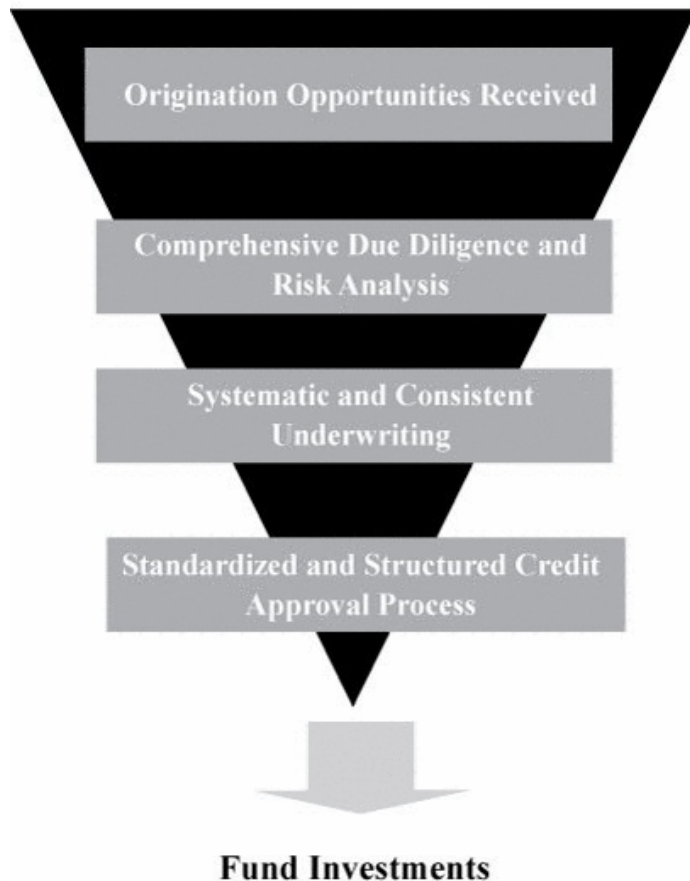 Origination Opportunities Received
Comprehensive Due Diligence and
Risk Analysis
Systematic and Consistent
Underwriting
Standardized and Structured Credit
Approval Process
Fund Investments